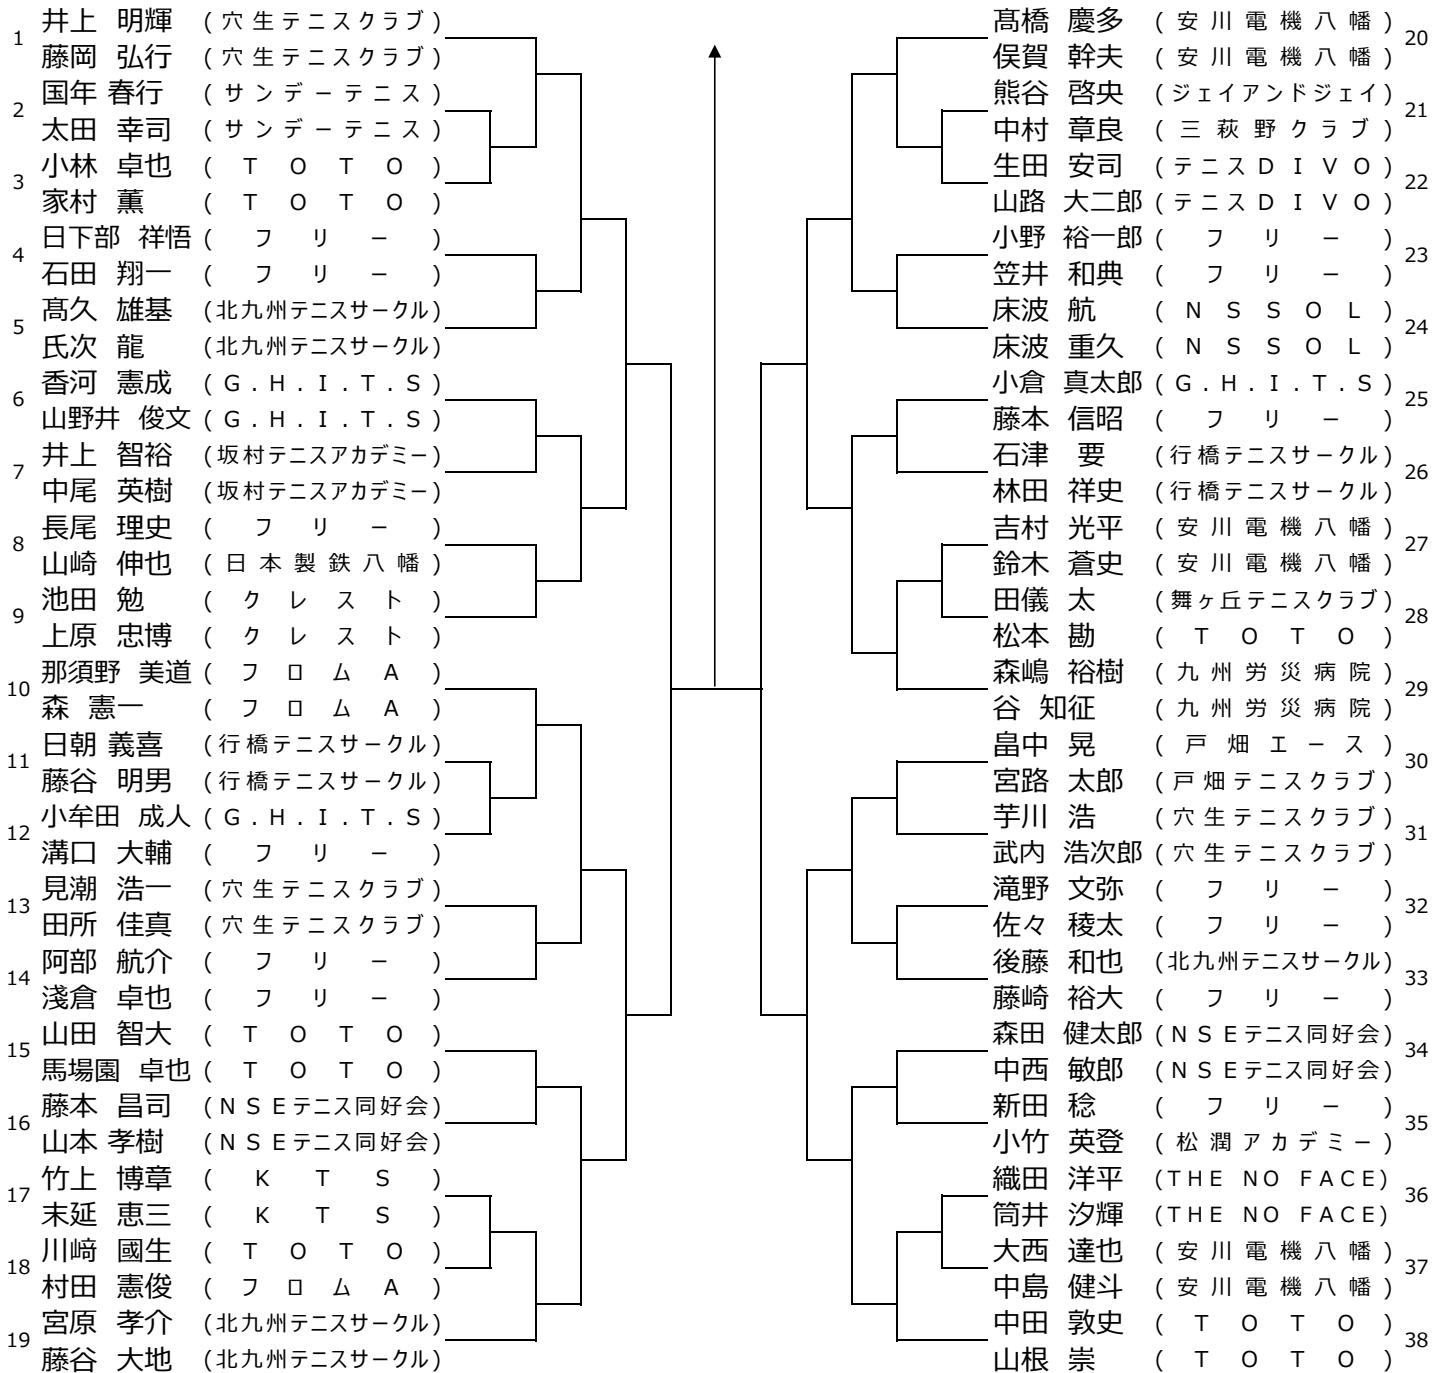 1 井上 明輝 (穴生テニスクラブ)
藤岡 弘行 (穴生テニスクラブ)
2 国年 春行 (サンデーテニス)
太田 幸司 (サンデーテニス)
3 小林 卓也 (TOTO)
家村 薫 (TOTO)
4 日下部 祥悟 (フリー)
石田 翔一 (フリー)
5 髙久 雄基 (北九州テニスサークル)
氏次 龍 (北九州テニスサークル)
6 香河 憲成 (G.H.I.T.S)
山野井 俊文 (G.H.I.T.S)
7 井上 智裕 (坂村テニスアカデミー)
中尾 英樹 (坂村テニスアカデミー)
8 長尾 理史 (フリー)
山崎 伸也 (日本製鉄八幡)
9 池田 勉 (クレスト)
上原 忠博 (クレスト)
10 那須野 美道 (フロムA)
森 憲一 (フロムA)
11 日朝 義喜 (行橋テニスサークル)
藤谷 明男 (行橋テニスサークル)
12 小牟田 成人 (G.H.I.T.S)
溝口 大輔 (フリー)
13 見潮 浩一 (穴生テニスクラブ)
田所 佳真 (穴生テニスクラブ)
14 阿部 航介 (フリー)
淺倉 卓也 (フリー)
15 山田 智大 (TOTO)
馬場園 卓也 (TOTO)
16 藤本 昌司 (NSEテニス同好会)
山本 孝樹 (NSEテニス同好会)
17 竹上 博章 (KTS)
末延 恵三 (KTS)
18 川﨑 國生 (TOTO)
村田 憲俊 (フロムA)
19 宮原 孝介 (北九州テニスサークル)
藤谷 大地 (北九州テニスサークル)
髙橋 慶多 (安川電機八幡) 20
俣賀 幹夫 (安川電機八幡)
熊谷 啓央 (ジェイアンドジェイ) 21
中村 章良 (三萩野クラブ)
生田 安司 (テニスDIVO) 22
山路 大二郎 (テニスDIVO)
小野 裕一郎 (フリー) 23
笠井 和典 (フリー)
床波 航 (NSSOL) 24
床波 重久 (NSSOL)
小倉 真太郎 (G.H.I.T.S) 25
藤本 信昭 (フリー)
石津 要 (行橋テニスサークル) 26
林田 祥史 (行橋テニスサークル)
吉村 光平 (安川電機八幡) 27
鈴木 蒼史 (安川電機八幡)
田儀 太 (舞ヶ丘テニスクラブ) 28
松本 勘 (TOTO)
森嶋 裕樹 (九州労災病院) 29
谷 知征 (九州労災病院)
畠中 晃 (戸畑エース) 30
宮路 太郎 (戸畑テニスクラブ)
芋川 浩 (穴生テニスクラブ) 31
武内 浩次郎 (穴生テニスクラブ)
滝野 文弥 (フリー) 32
佐々 稜太 (フリー)
後藤 和也 (北九州テニスサークル) 33
藤崎 裕大 (フリー)
森田 健太郎 (NSEテニス同好会) 34
中西 敏郎 (NSEテニス同好会)
新田 稔 (フリー) 35
小竹 英登 (松潤アカデミー)
織田 洋平 (THE NO FACE) 36
筒井 汐輝 (THE NO FACE)
大西 達也 (安川電機八幡) 37
中島 健斗 (安川電機八幡)
中田 敦史 (TOTO) 38
山根 崇 (TOTO)